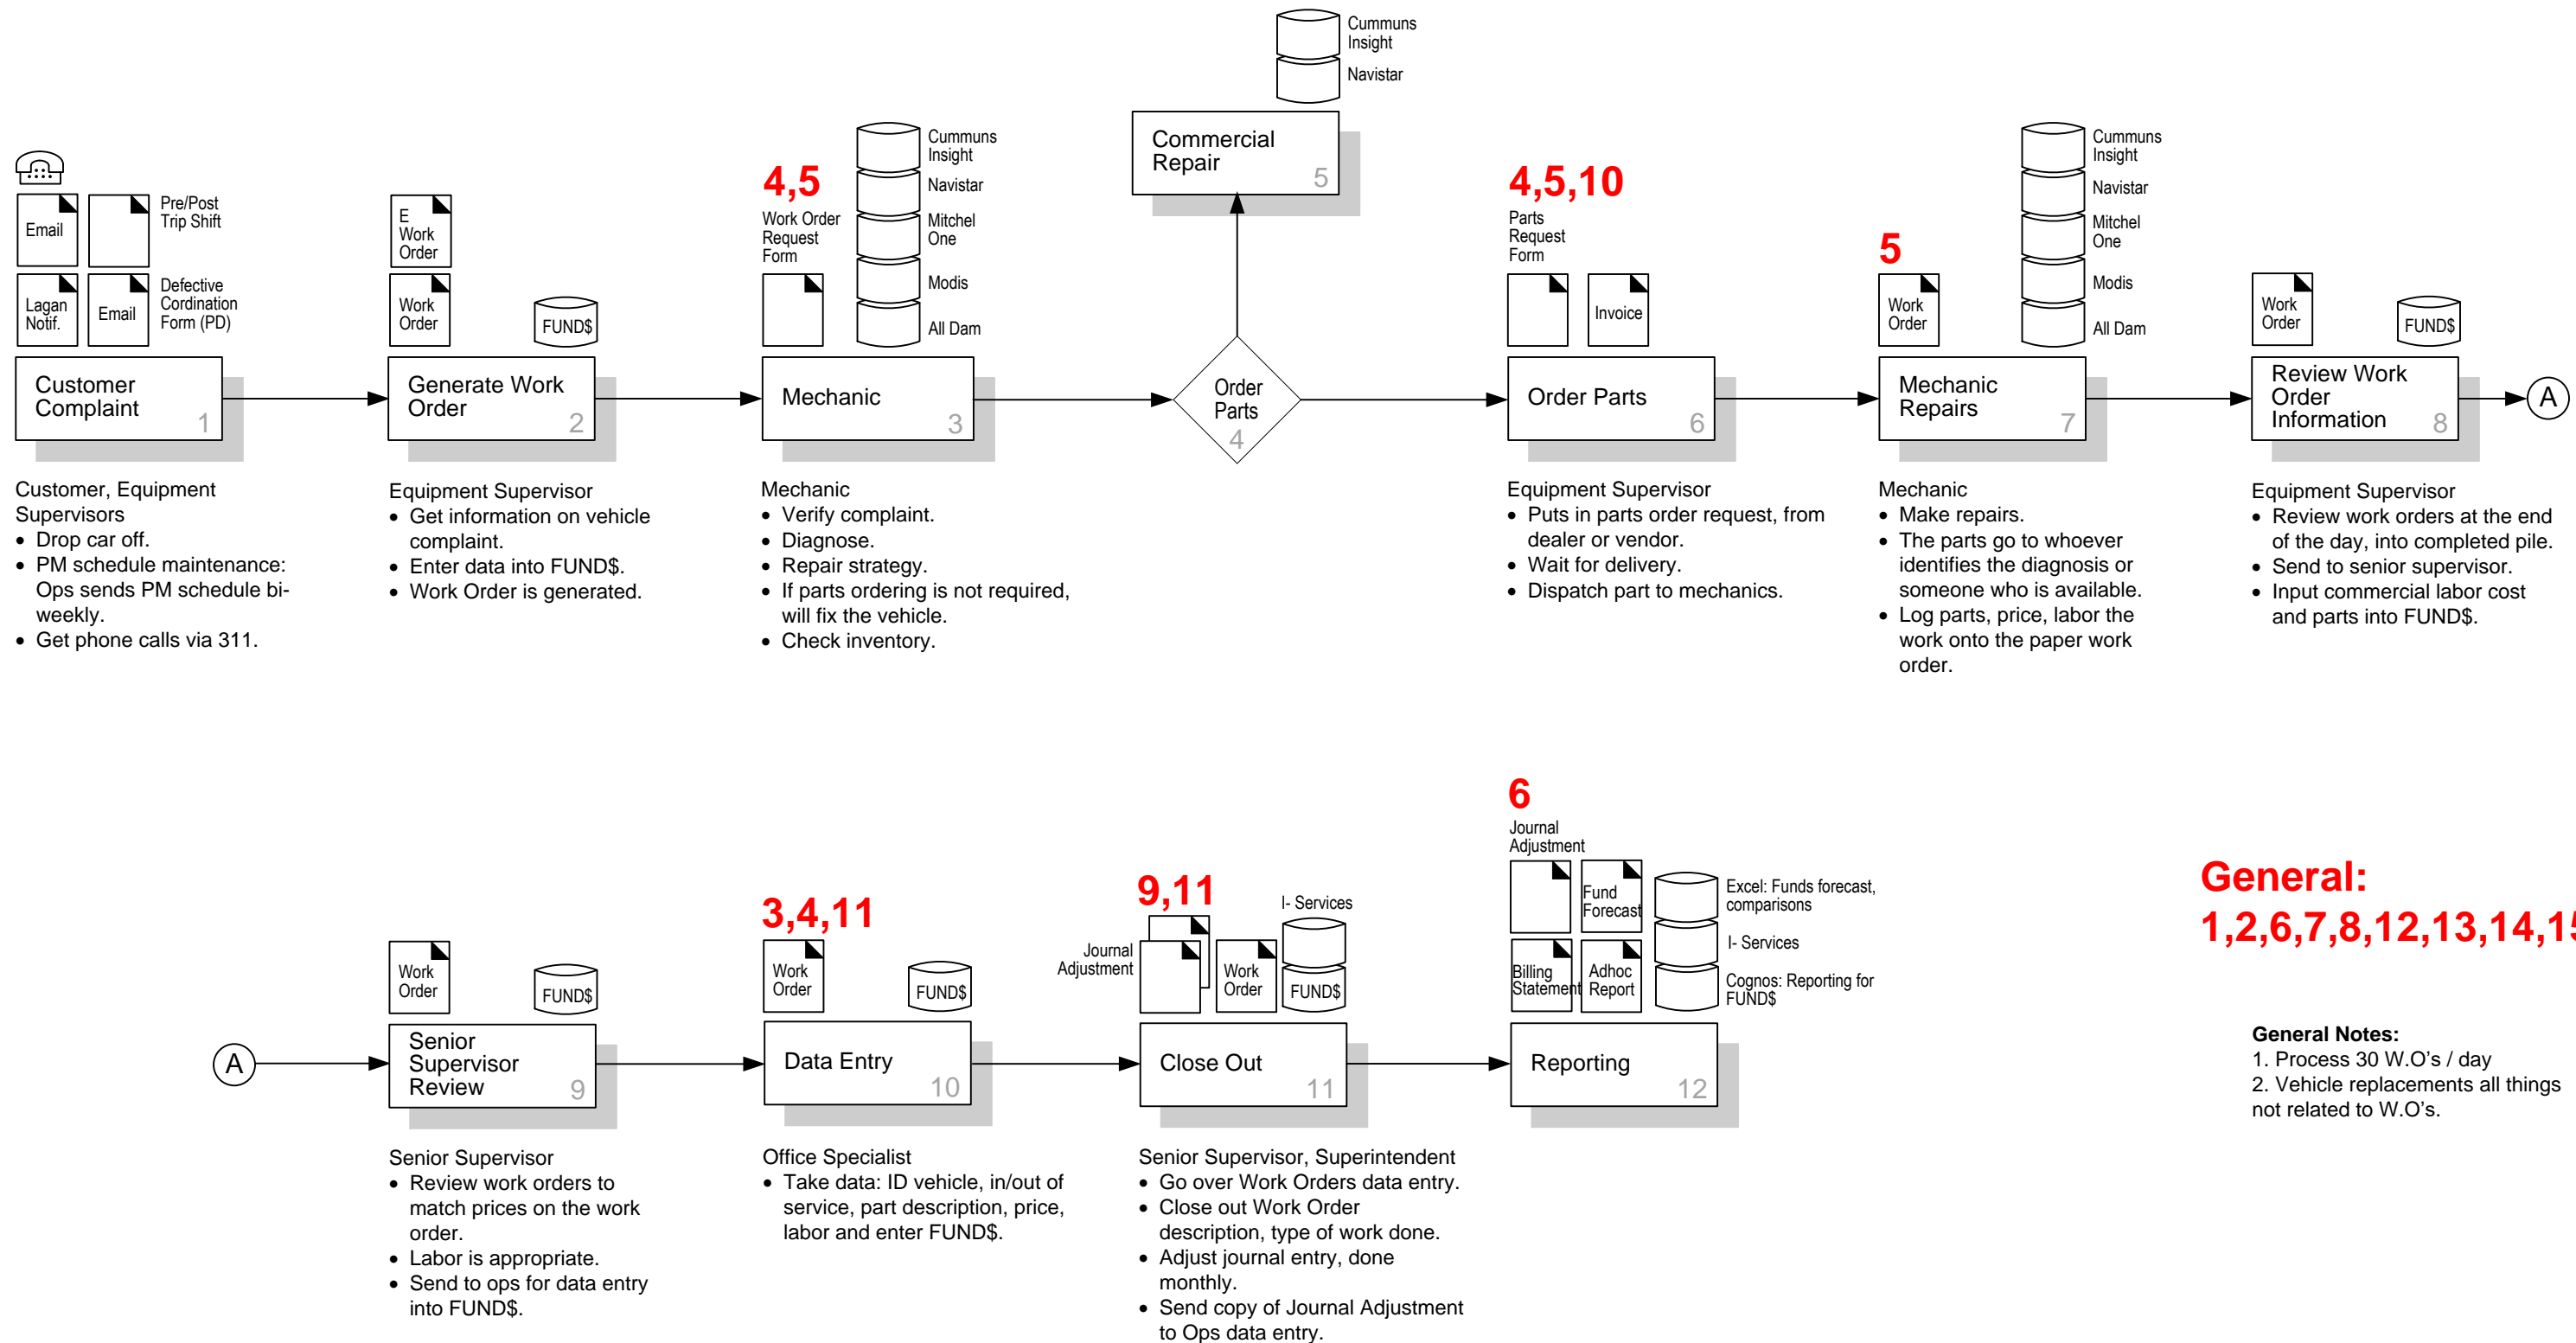 Cummuns
Insight
Navistar
Commercial
Repair
5
Email
Pre/Post
Trip Shift
Lagan
Notif.
Email
Defective
Cordination
Form (PD)
Customer
Complaint
1
Customer, Equipment
Supervisors
• Drop car off.
• PM schedule maintenance:
Ops sends PM schedule bi-
weekly.
• Get phone calls via 311.
E
Work
Order
Work
Order
FUND$
Generate Work
Order
2
Equipment Supervisor
• Get information on vehicle
complaint.
• Enter data into FUND$.
• Work Order is generated.
4,5
Work Order
Request
Form
Cummuns
Insight
Navistar
Mitchel
One
Modis
All Dam
Mechanic
3
Mechanic
• Verify complaint.
• Diagnose.
• Repair strategy.
• If parts ordering is not required,
will fix the vehicle.
• Check inventory.
Order
Parts
4
4,5,10
Parts
Request
Form
Invoice
Order Parts
6
Equipment Supervisor
• Puts in parts order request, from
dealer or vendor.
• Wait for delivery.
• Dispatch part to mechanics.
5
Work
Order
Cummuns
Insight
Navistar
Mitchel
One
Modis
All Dam
Mechanic
Repairs
7
Mechanic
• Make repairs.
• The parts go to whoever
identifies the diagnosis or
someone who is available.
• Log parts, price, labor the
work onto the paper work
order.
Work
Order
FUND$
Review Work
Order
Information
8
A
Equipment Supervisor
• Review work orders at the end
of the day, into completed pile.
• Send to senior supervisor.
• Input commercial labor cost
and parts into FUND$.
A
Work
Order
FUND$
Senior
Supervisor
Review
9
Senior Supervisor
• Review work orders to
match prices on the work
order.
• Labor is appropriate.
• Send to ops for data entry
into FUND$.
3,4,11
Work
Order
FUND$
Data Entry
10
Office Specialist
• Take data: ID vehicle, in/out of
service, part description, price,
labor and enter FUND$.
9,11
Journal
Adjustment
Work
Order
I- Services
FUND$
Close Out
11
Senior Supervisor, Superintendent
• Go over Work Orders data entry.
• Close out Work Order
description, type of work done.
• Adjust journal entry, done
monthly.
• Send copy of Journal Adjustment
to Ops data entry.
6
Journal
Adjustment
Fund
Forecast
Billing
Statement
Adhoc
Report
Excel: Funds forecast,
comparisons
I- Services
Cognos: Reporting for
FUND$
Reporting
12
General:
1,2,6,7,8,12,13,14,15
General Notes:
1. Process 30 W.O's / day
2. Vehicle replacements all things
not related to W.O's.